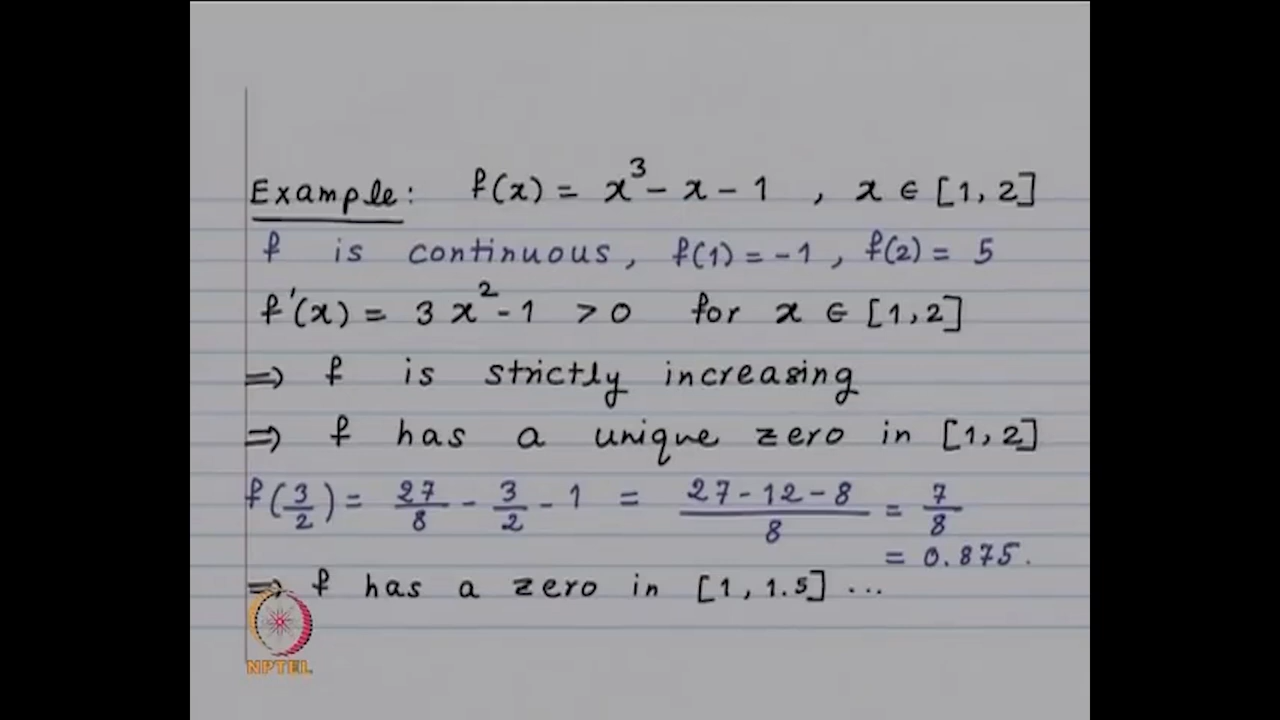 Example: f(x) = x³ - x - 1 , x ∈ [1, 2]
f is continuous, f(1) = -1, f(2) = 5
f'(x) = 3x² - 1 > 0 for x ∈ [1, 2]
⇒ f is strictly increasing
⇒ f has a unique zero in [1, 2]
f(3/2) = 27/8 - 3/2 - 1 = (27 - 12 - 8)/8 = 7/8
= 0.875.
⇒ f has a zero in [1, 1.5] ...
NPTEL